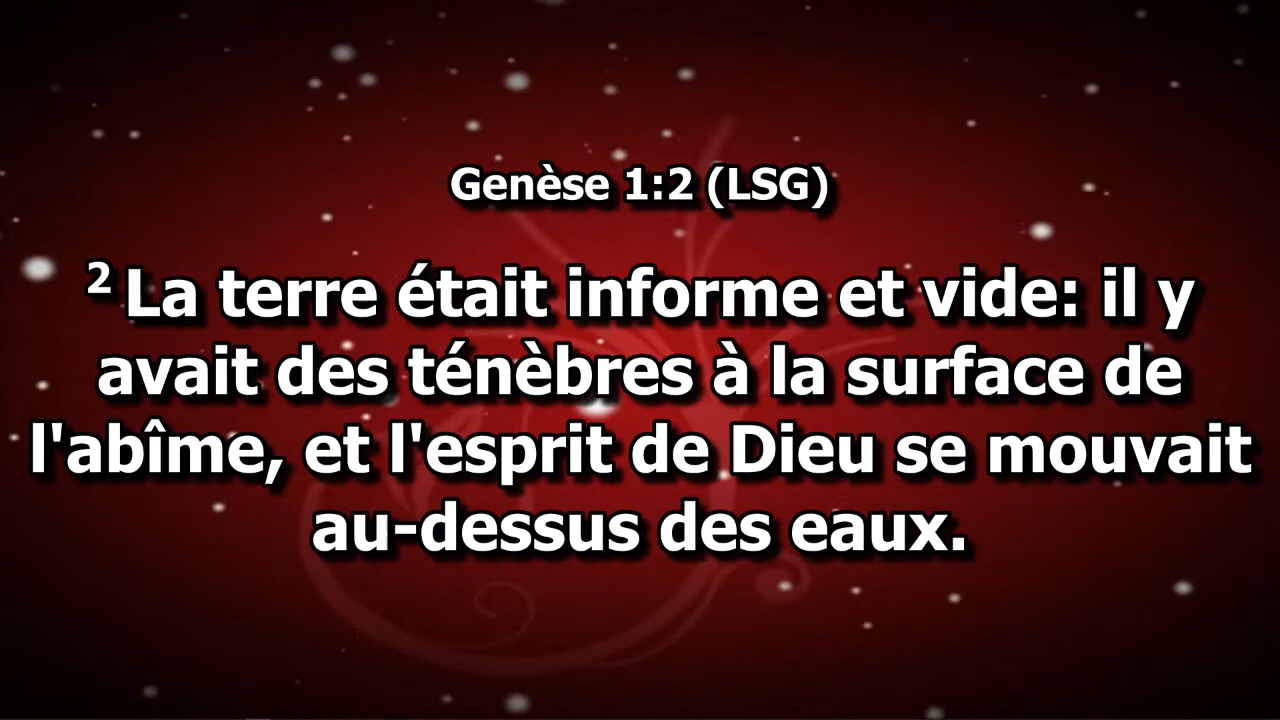 Genèse 1:2 (LSG)
2 La terre était informe et vide: il y
avait des ténèbres à la surface de
l'abîme, et l'esprit de Dieu se mouvait
au-dessus des eaux.